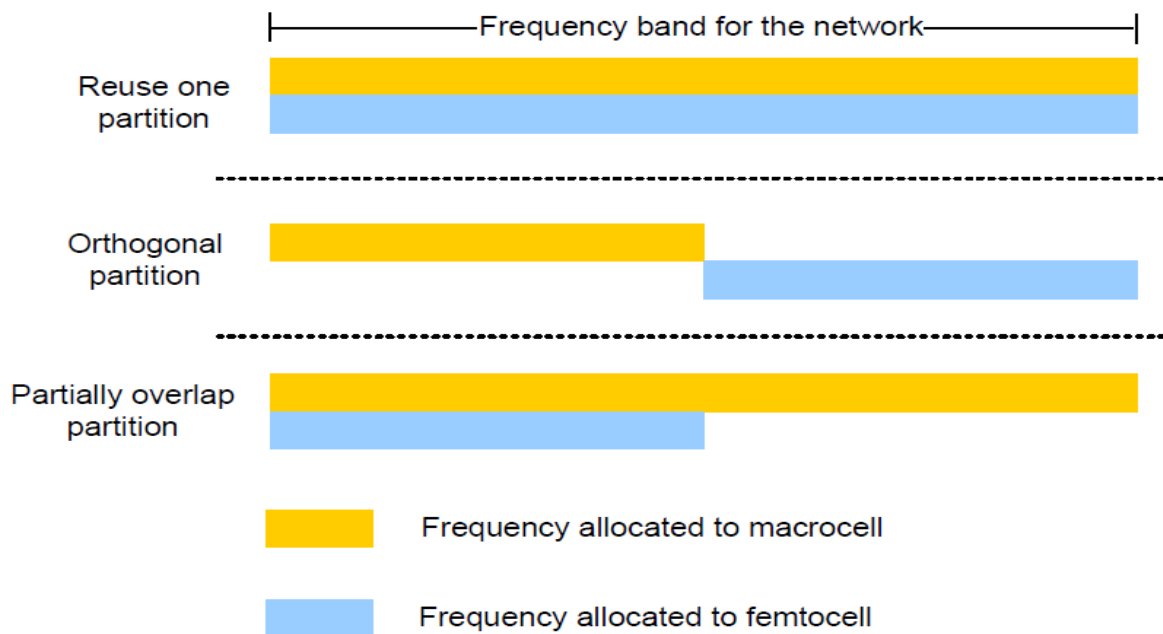 Frequency band for the network
Reuse one
partition
Orthogonal
partition
Partially overlap
partition
Frequency allocated to macrocell
Frequency allocated to femtocell